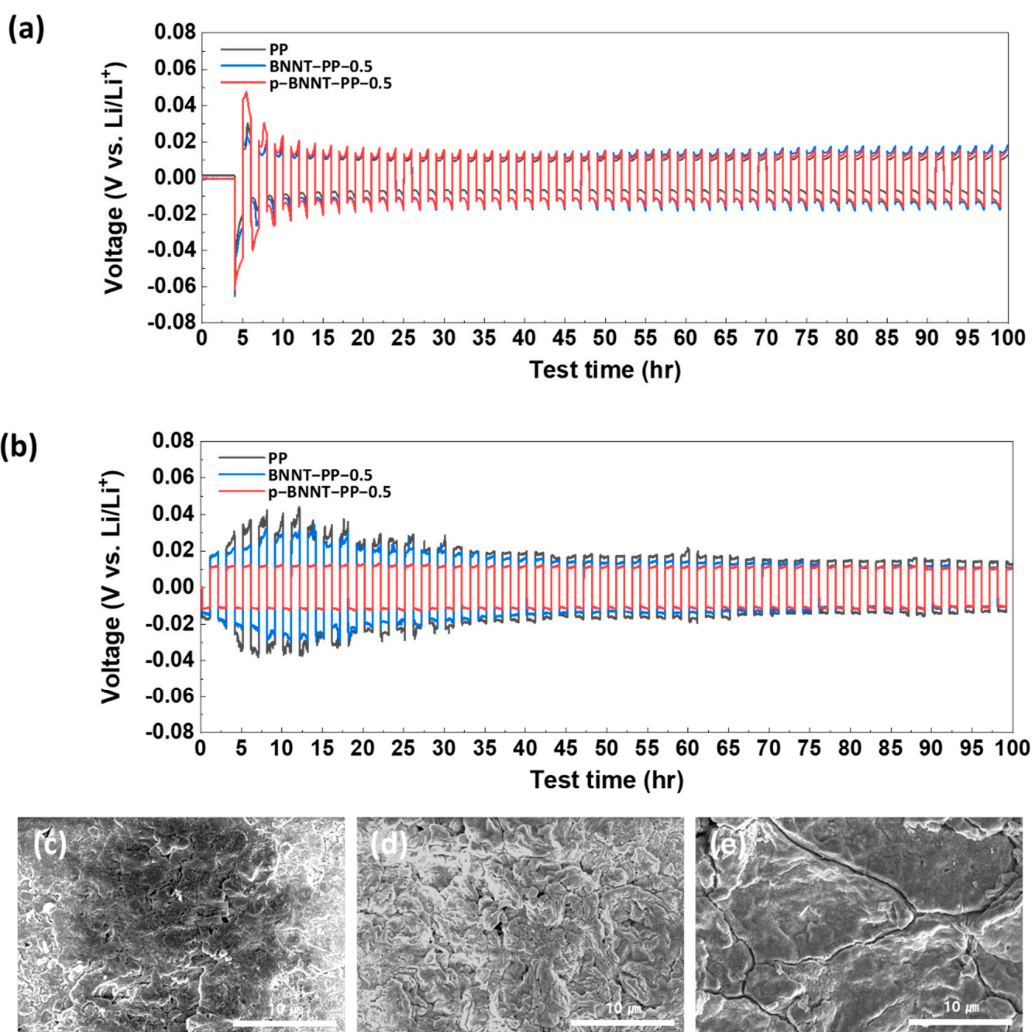 (a)
0.08
0.06
0.04
0.02
0.00
-0.02
-0.04
-0.06
-0.08
Voltage (V vs. Li/Li⁺)
PP
BNNT–PP–0.5
p–BNNT–PP–0.5
0 5 10 15 20 25 30 35 40 45 50 55 60 65 70 75 80 85 90 95 100
Test time (hr)
(b)
0.08
0.06
0.04
0.02
0.00
-0.02
-0.04
-0.06
-0.08
Voltage (V vs. Li/Li⁺)
PP
BNNT–PP–0.5
p–BNNT–PP–0.5
0 5 10 15 20 25 30 35 40 45 50 55 60 65 70 75 80 85 90 95 100
Test time (hr)
(c) (d) (e)
10 ㎛ 10 ㎛ 10 ㎛